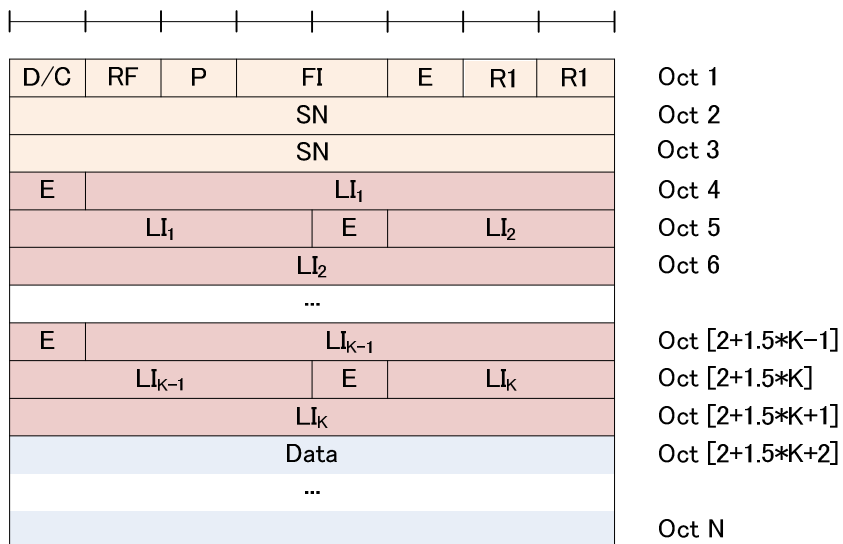 D/C RF P FI E R1 R1 Oct 1
SN Oct 2
SN Oct 3
E LI₁ Oct 4
LI₁ E LI₂ Oct 5
LI₂ Oct 6
...
E LIK-1 Oct [2+1.5*K-1]
LIK-1 E LIK Oct [2+1.5*K]
LIK Oct [2+1.5*K+1]
Data Oct [2+1.5*K+2]
...
Oct N